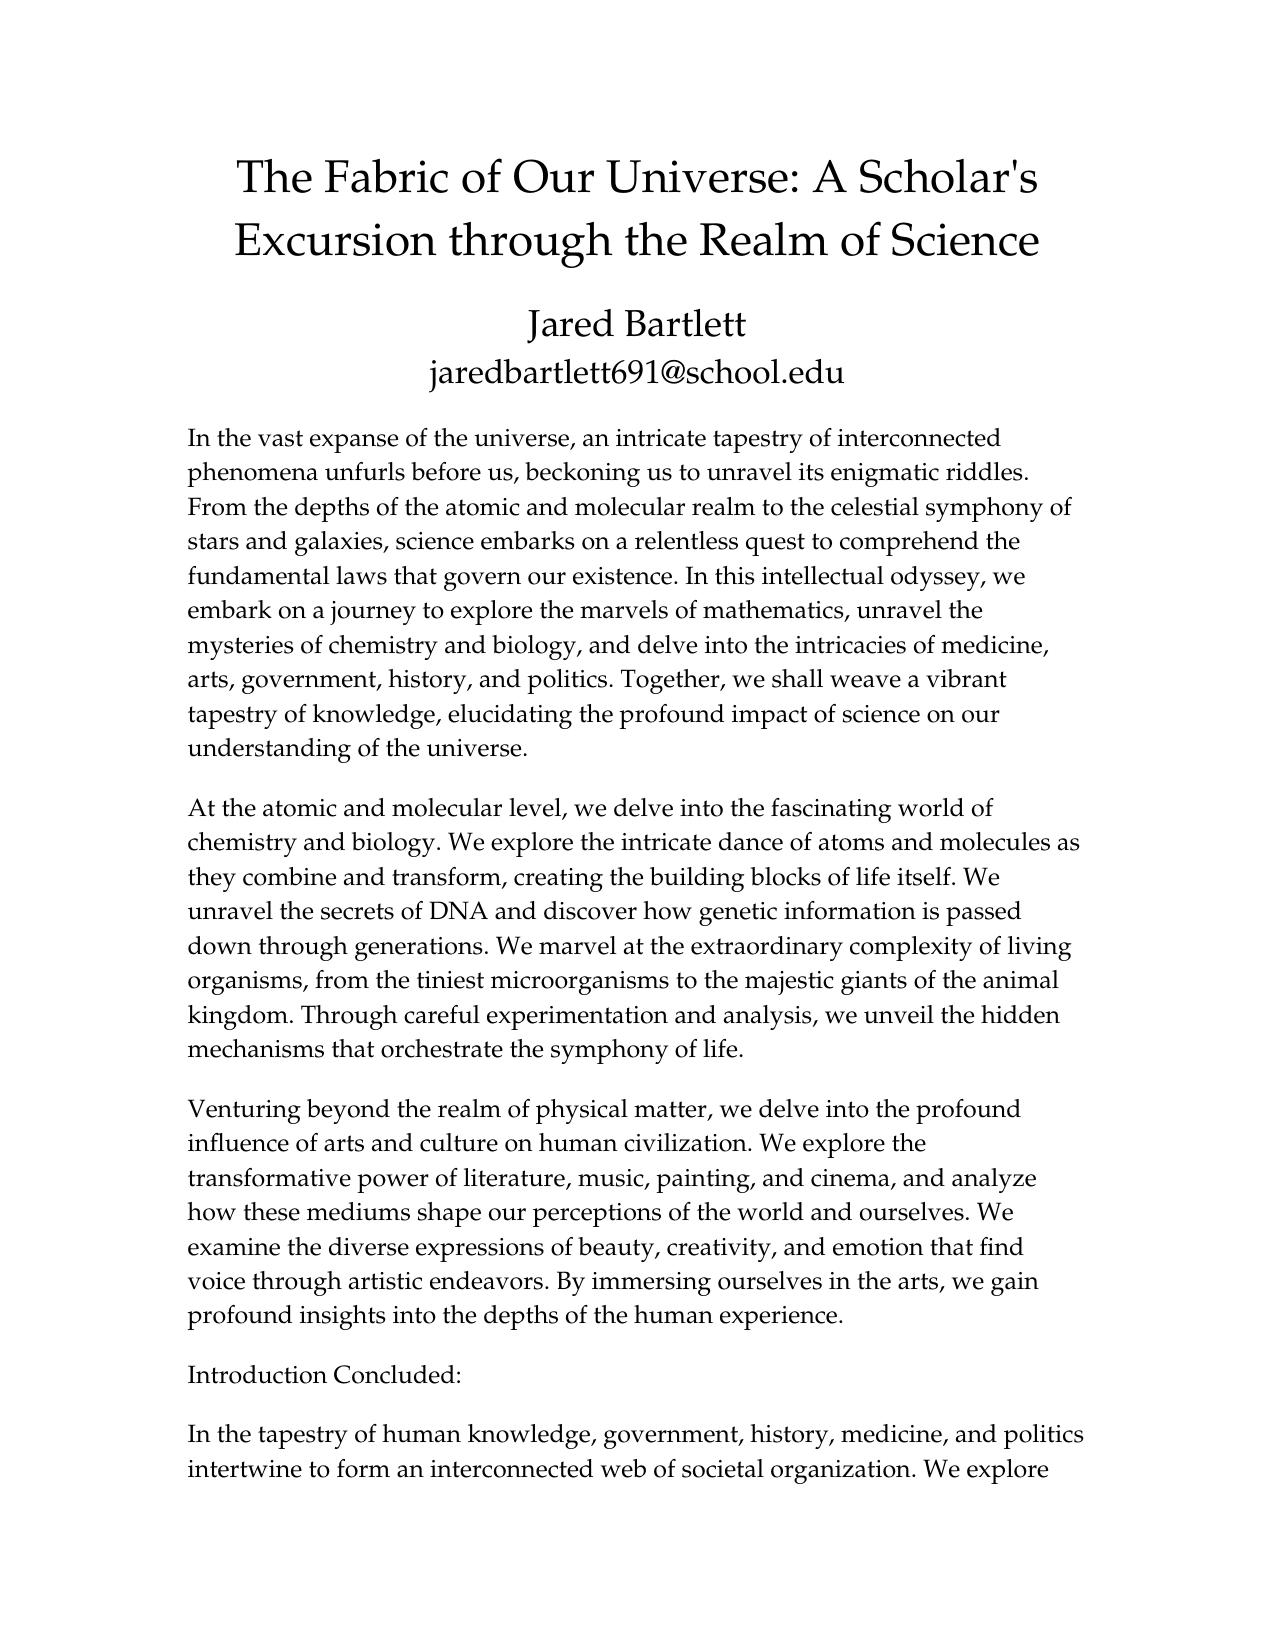 The Fabric of Our Universe: A Scholar's
Excursion through the Realm of Science
Jared Bartlett
jaredbartlett691@school.edu
In the vast expanse of the universe, an intricate tapestry of interconnected
phenomena unfurls before us, beckoning us to unravel its enigmatic riddles.
From the depths of the atomic and molecular realm to the celestial symphony of
stars and galaxies, science embarks on a relentless quest to comprehend the
fundamental laws that govern our existence. In this intellectual odyssey, we
embark on a journey to explore the marvels of mathematics, unravel the
mysteries of chemistry and biology, and delve into the intricacies of medicine,
arts, government, history, and politics. Together, we shall weave a vibrant
tapestry of knowledge, elucidating the profound impact of science on our
understanding of the universe.
At the atomic and molecular level, we delve into the fascinating world of
chemistry and biology. We explore the intricate dance of atoms and molecules as
they combine and transform, creating the building blocks of life itself. We
unravel the secrets of DNA and discover how genetic information is passed
down through generations. We marvel at the extraordinary complexity of living
organisms, from the tiniest microorganisms to the majestic giants of the animal
kingdom. Through careful experimentation and analysis, we unveil the hidden
mechanisms that orchestrate the symphony of life.
Venturing beyond the realm of physical matter, we delve into the profound
influence of arts and culture on human civilization. We explore the
transformative power of literature, music, painting, and cinema, and analyze
how these mediums shape our perceptions of the world and ourselves. We
examine the diverse expressions of beauty, creativity, and emotion that find
voice through artistic endeavors. By immersing ourselves in the arts, we gain
profound insights into the depths of the human experience.
Introduction Concluded:
In the tapestry of human knowledge, government, history, medicine, and politics
intertwine to form an interconnected web of societal organization. We explore